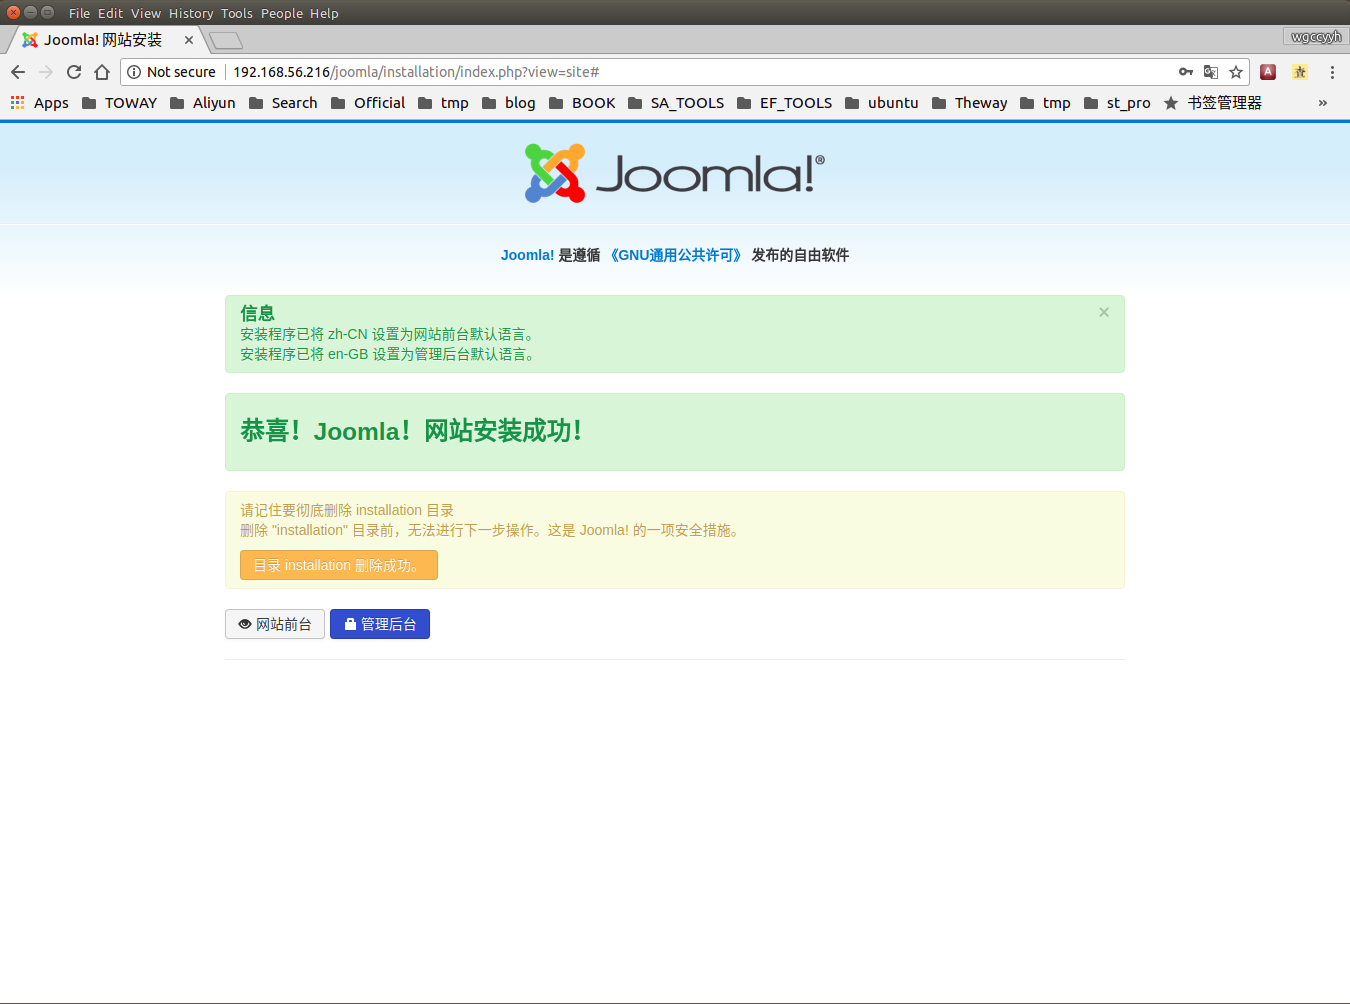 File Edit View History Tools People Help
Joomla! 网站安装
wgccyyh
Not secure 192.168.56.216/joomla/installation/index.php?view=site#
Apps TOWAY Aliyun Search Official tmp blog BOOK SA_TOOLS EF_TOOLS ubuntu Theway tmp st_pro 书签管理器 »
Joomla!®
Joomla! 是遵循 《GNU通用公共许可》 发布的自由软件
信息
安装程序已将 zh-CN 设置为网站前台默认语言。
安装程序已将 en-GB 设置为管理后台默认语言。
恭喜！Joomla！网站安装成功！
请记住要彻底删除 installation 目录
删除 "installation" 目录前，无法进行下一步操作。这是 Joomla! 的一项安全措施。
目录 installation 删除成功。
网站前台 管理后台